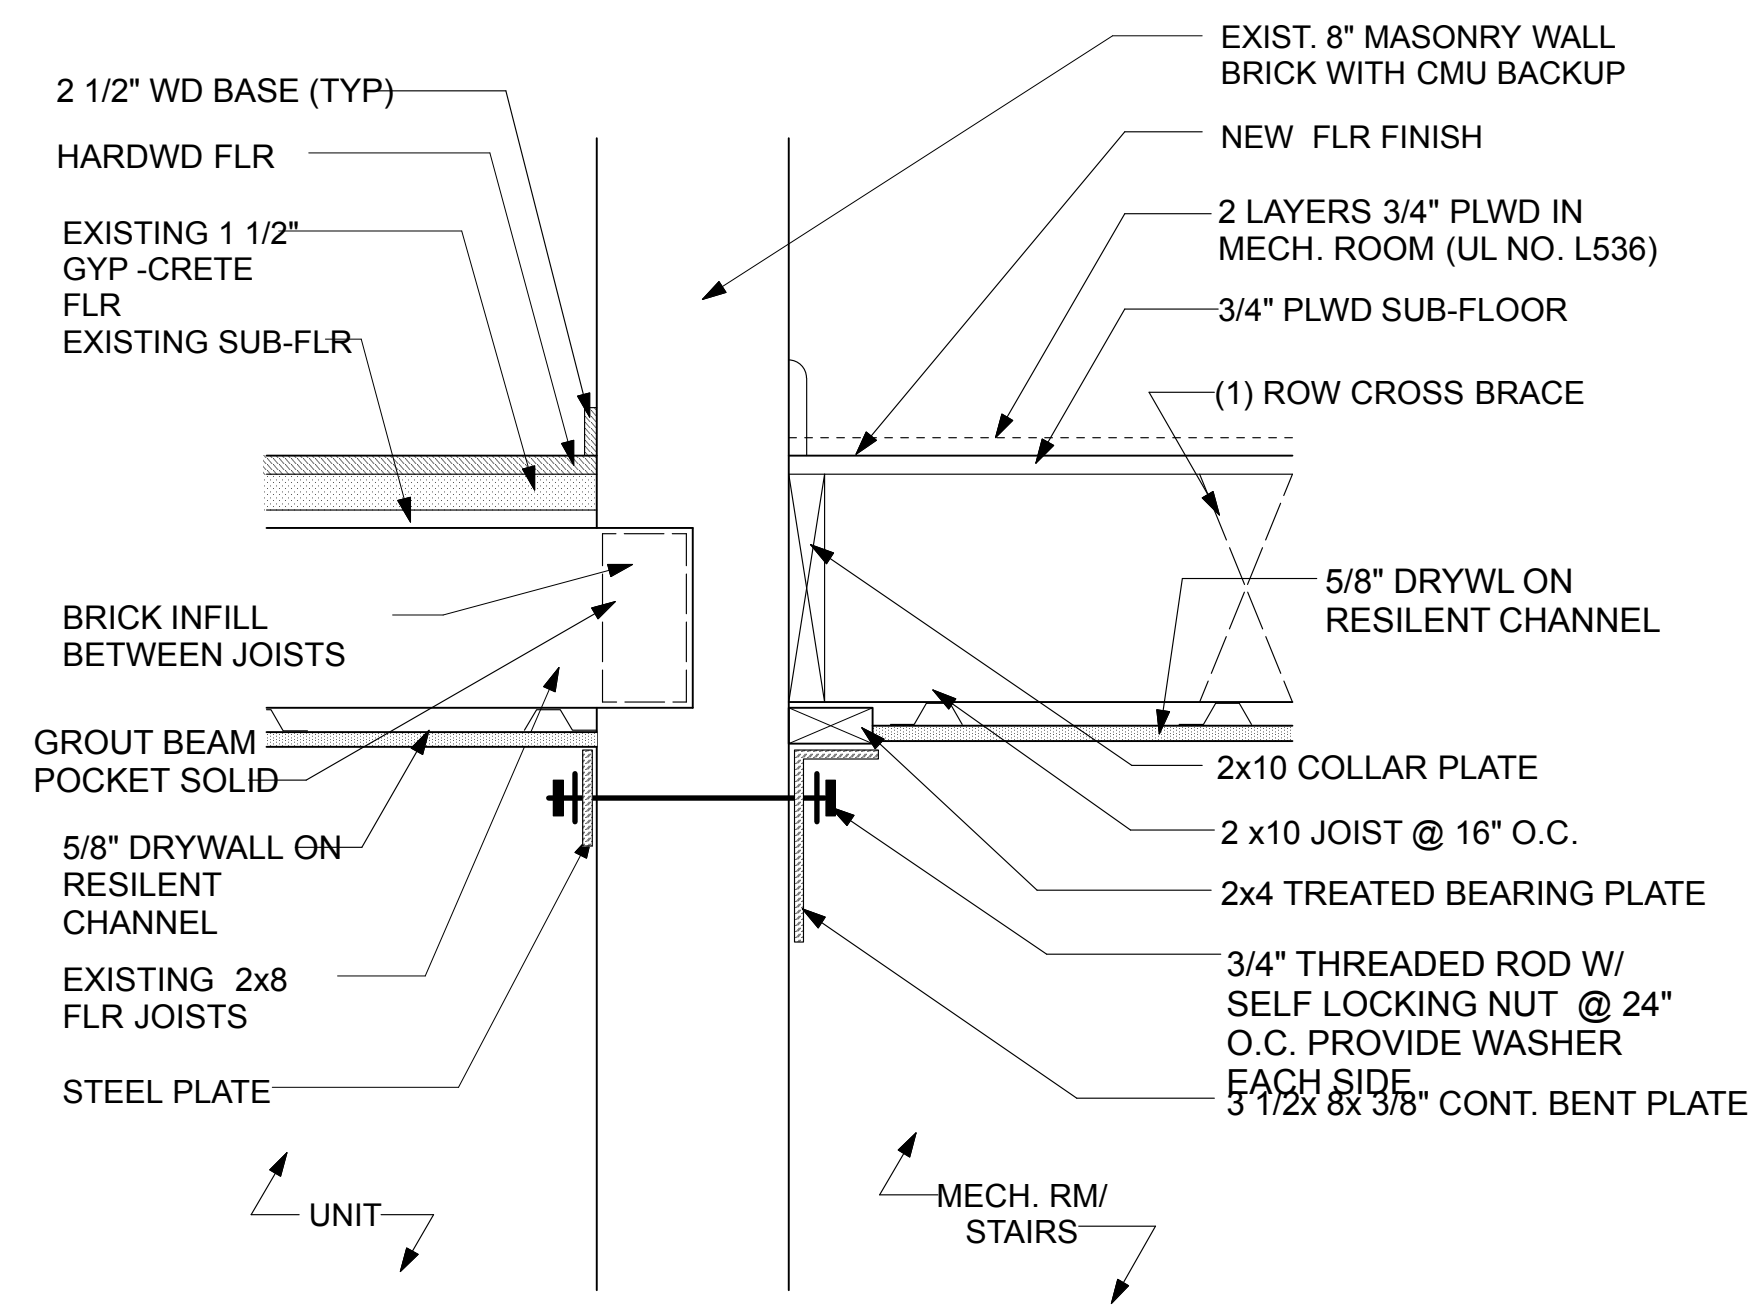 2 1/2" WD BASE (TYP)
HARDWD FLR
EXISTING 1 1/2"
GYP -CRETE
FLR
EXISTING SUB-FLR
BRICK INFILL
BETWEEN JOISTS
GROUT BEAM
POCKET SOLID
5/8" DRYWALL ON
RESILENT
CHANNEL
EXISTING 2x8
FLR JOISTS
STEEL PLATE
UNIT
EXIST. 8" MASONRY WALL
BRICK WITH CMU BACKUP
NEW FLR FINISH
2 LAYERS 3/4" PLWD IN
MECH. ROOM (UL NO. L536)
3/4" PLWD SUB-FLOOR
(1) ROW CROSS BRACE
5/8" DRYWL ON
RESILENT CHANNEL
2x10 COLLAR PLATE
2 x10 JOIST @ 16" O.C.
2x4 TREATED BEARING PLATE
3/4" THREADED ROD W/
SELF LOCKING NUT @ 24"
O.C. PROVIDE WASHER
EACH SIDE
3 1/2x 8x 3/8" CONT. BENT PLATE
MECH. RM/
STAIRS